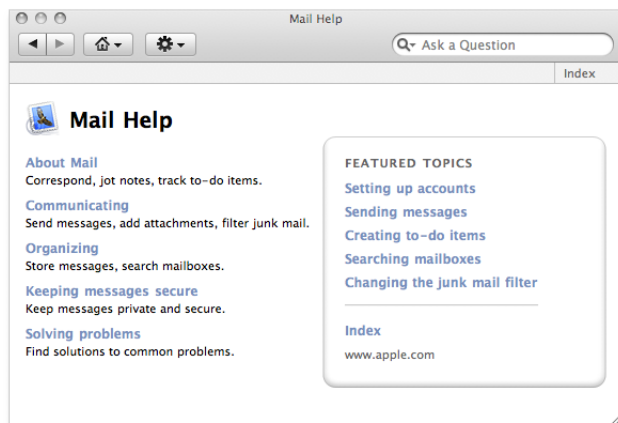 Mail Help
Ask a Question
Index
Mail Help
About Mail
Correspond, jot notes, track to-do items.
Communicating
Send messages, add attachments, filter junk mail.
Organizing
Store messages, search mailboxes.
Keeping messages secure
Keep messages private and secure.
Solving problems
Find solutions to common problems.
FEATURED TOPICS
Setting up accounts
Sending messages
Creating to-do items
Searching mailboxes
Changing the junk mail filter
Index
www.apple.com